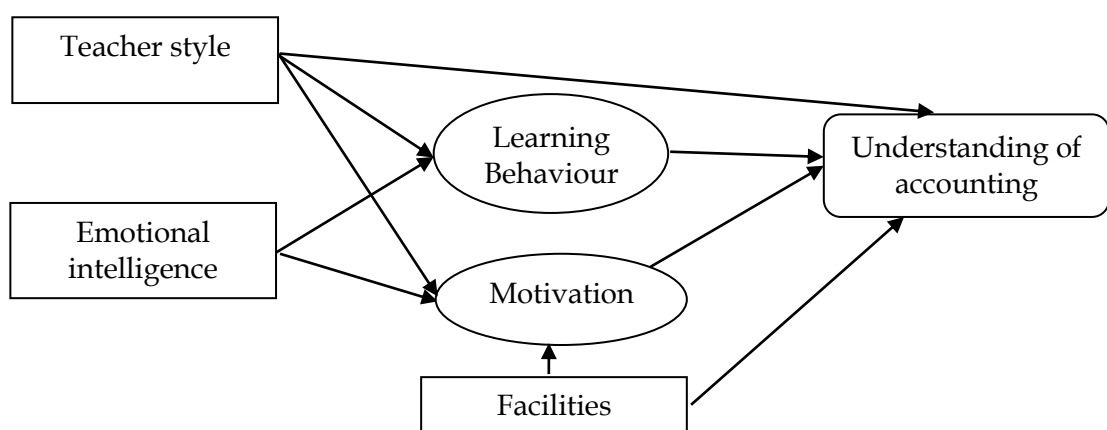 Teacher style
Learning
Behaviour
Understanding of
accounting
Emotional
intelligence
Motivation
Facilities